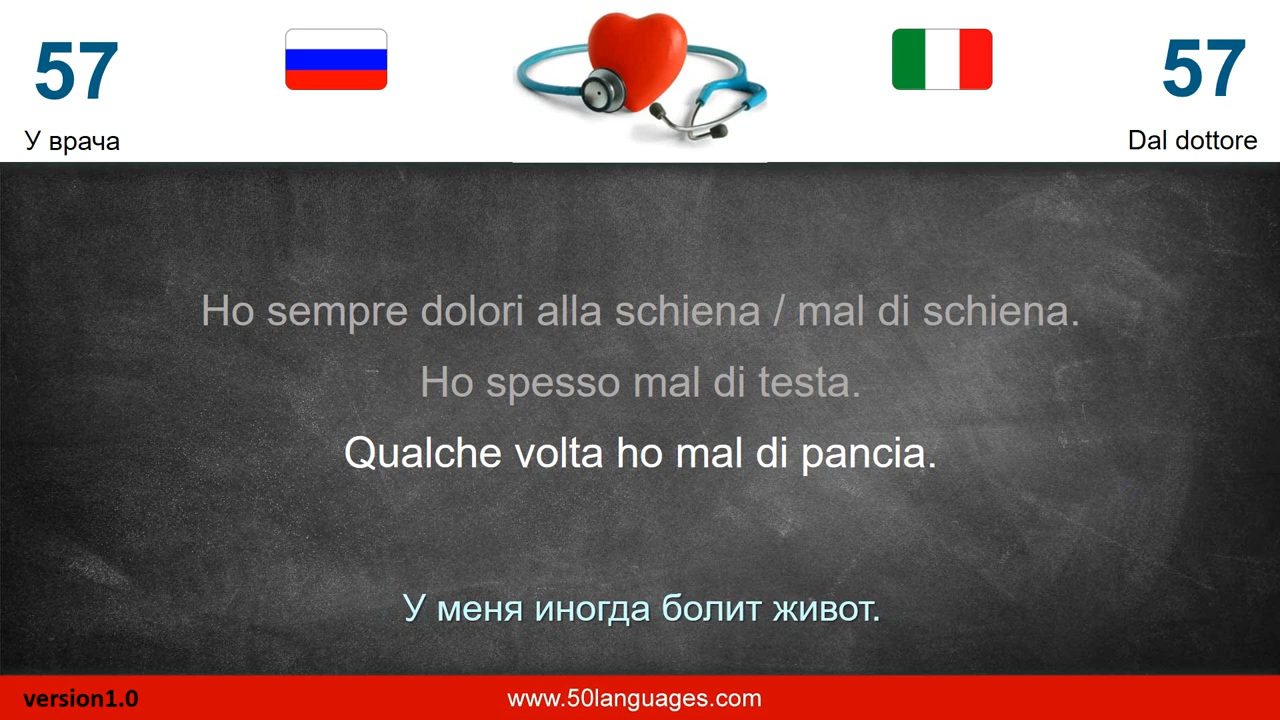 57
57
У врача
Dal dottore
Ho sempre dolori alla schiena / mal di schiena.
Ho spesso mal di testa.
Qualche volta ho mal di pancia.
У меня иногда болит живот.
version1.0
www.50languages.com